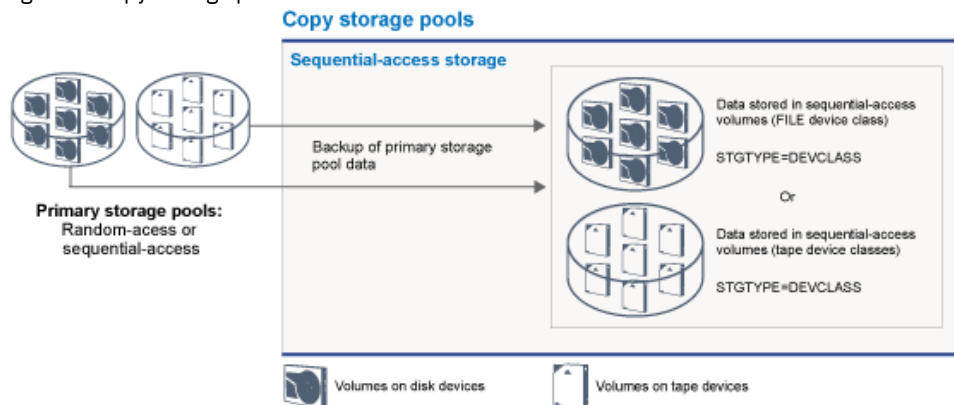 Copy storage pools
Sequential-access storage
Data stored in sequential-access
volumes (FILE device class)
STGTYPE=DEVCLASS
Or
Data stored in sequential-access
volumes (tape device classes)
STGTYPE=DEVCLASS
Backup of primary storage
pool data
Primary storage pools:
Random-acess or
sequential-access
Volumes on disk devices
Volumes on tape devices